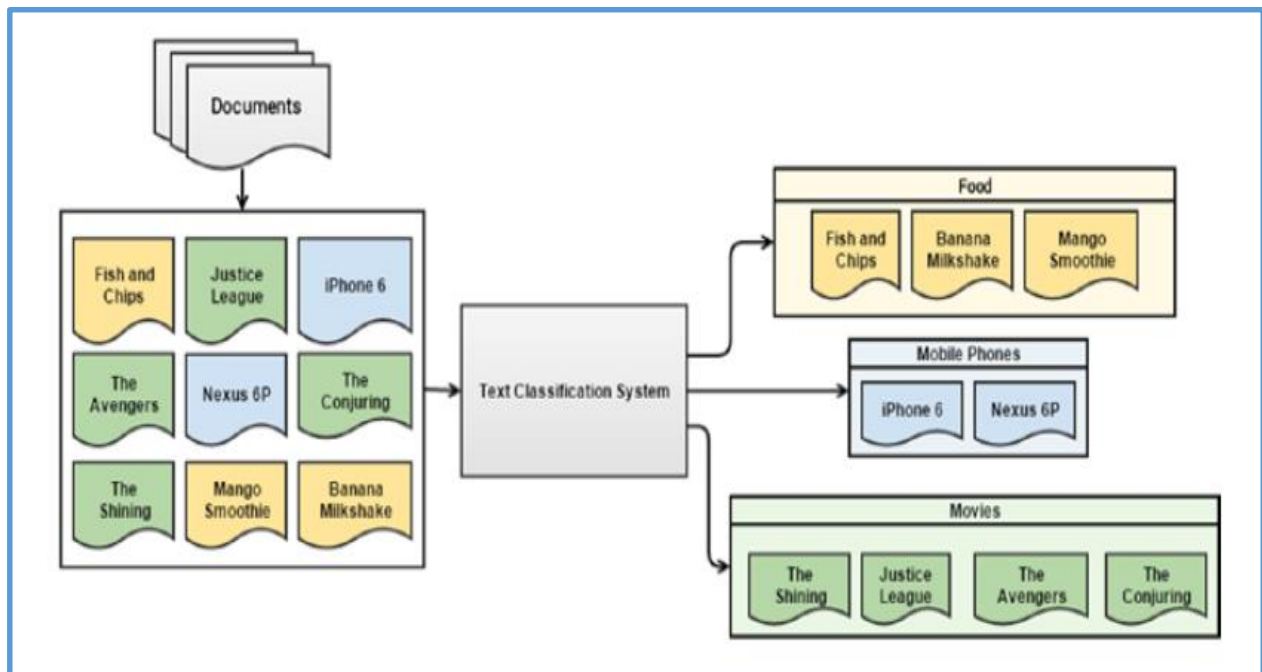 Documents
Fish and
Chips
Justice
League
iPhone 6
The
Avengers
Nexus 6P
The
Conjuring
The
Shining
Mango
Smoothie
Banana
Milkshake
Text Classification System
Food
Fish and
Chips
Banana
Milkshake
Mango
Smoothie
Mobile Phones
iPhone 6
Nexus 6P
Movies
The
Shining
Justice
League
The
Avengers
The
Conjuring